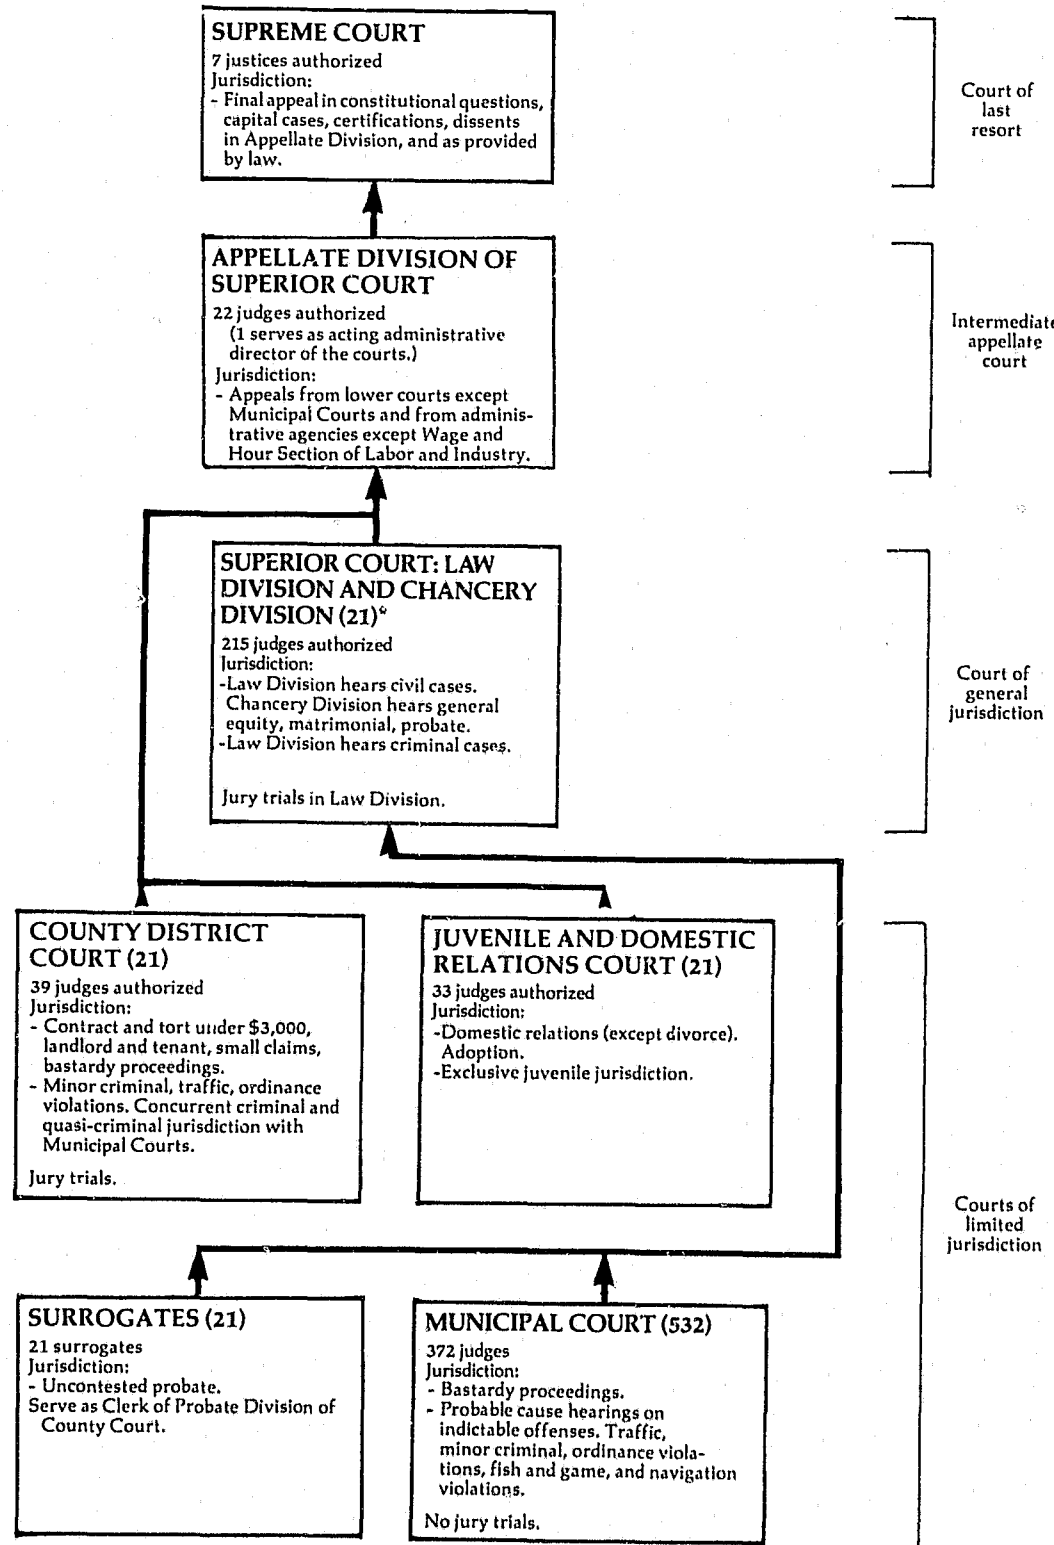 SUPREME COURT
7 justices authorized
Jurisdiction:
- Final appeal in constitutional questions,
capital cases, certifications, dissents
in Appellate Division, and as provided
by law.
Court of
last
resort
APPELLATE DIVISION OF
SUPERIOR COURT
22 judges authorized
(1 serves as acting administrative
director of the courts.)
Jurisdiction:
- Appeals from lower courts except
Municipal Courts and from adminis-
trative agencies except Wage and
Hour Section of Labor and Industry.
Intermediate
appellate
court
SUPERIOR COURT: LAW
DIVISION AND CHANCERY
DIVISION (21)*
215 judges authorized
Jurisdiction:
-Law Division hears civil cases.
Chancery Division hears general
equity, matrimonial, probate.
-Law Division hears criminal cases.
Jury trials in Law Division.
Court of
general
jurisdiction
COUNTY DISTRICT
COURT (21)
39 judges authorized
Jurisdiction:
- Contract and tort under $3,000,
landlord and tenant, small claims,
bastardy proceedings.
- Minor criminal, traffic, ordinance
violations. Concurrent criminal and
quasi-criminal jurisdiction with
Municipal Courts.
Jury trials.
JUVENILE AND DOMESTIC
RELATIONS COURT (21)
33 judges authorized
Jurisdiction:
-Domestic relations (except divorce).
Adoption.
-Exclusive juvenile jurisdiction.
Courts of
limited
jurisdiction
SURROGATES (21)
21 surrogates
Jurisdiction:
- Uncontested probate.
Serve as Clerk of Probate Division of
County Court.
MUNICIPAL COURT (532)
372 judges
Jurisdiction:
- Bastardy proceedings.
- Probable cause hearings on
indictable offenses. Traffic,
minor criminal, ordinance viola-
tions, fish and game, and navigation
violations.
No jury trials.